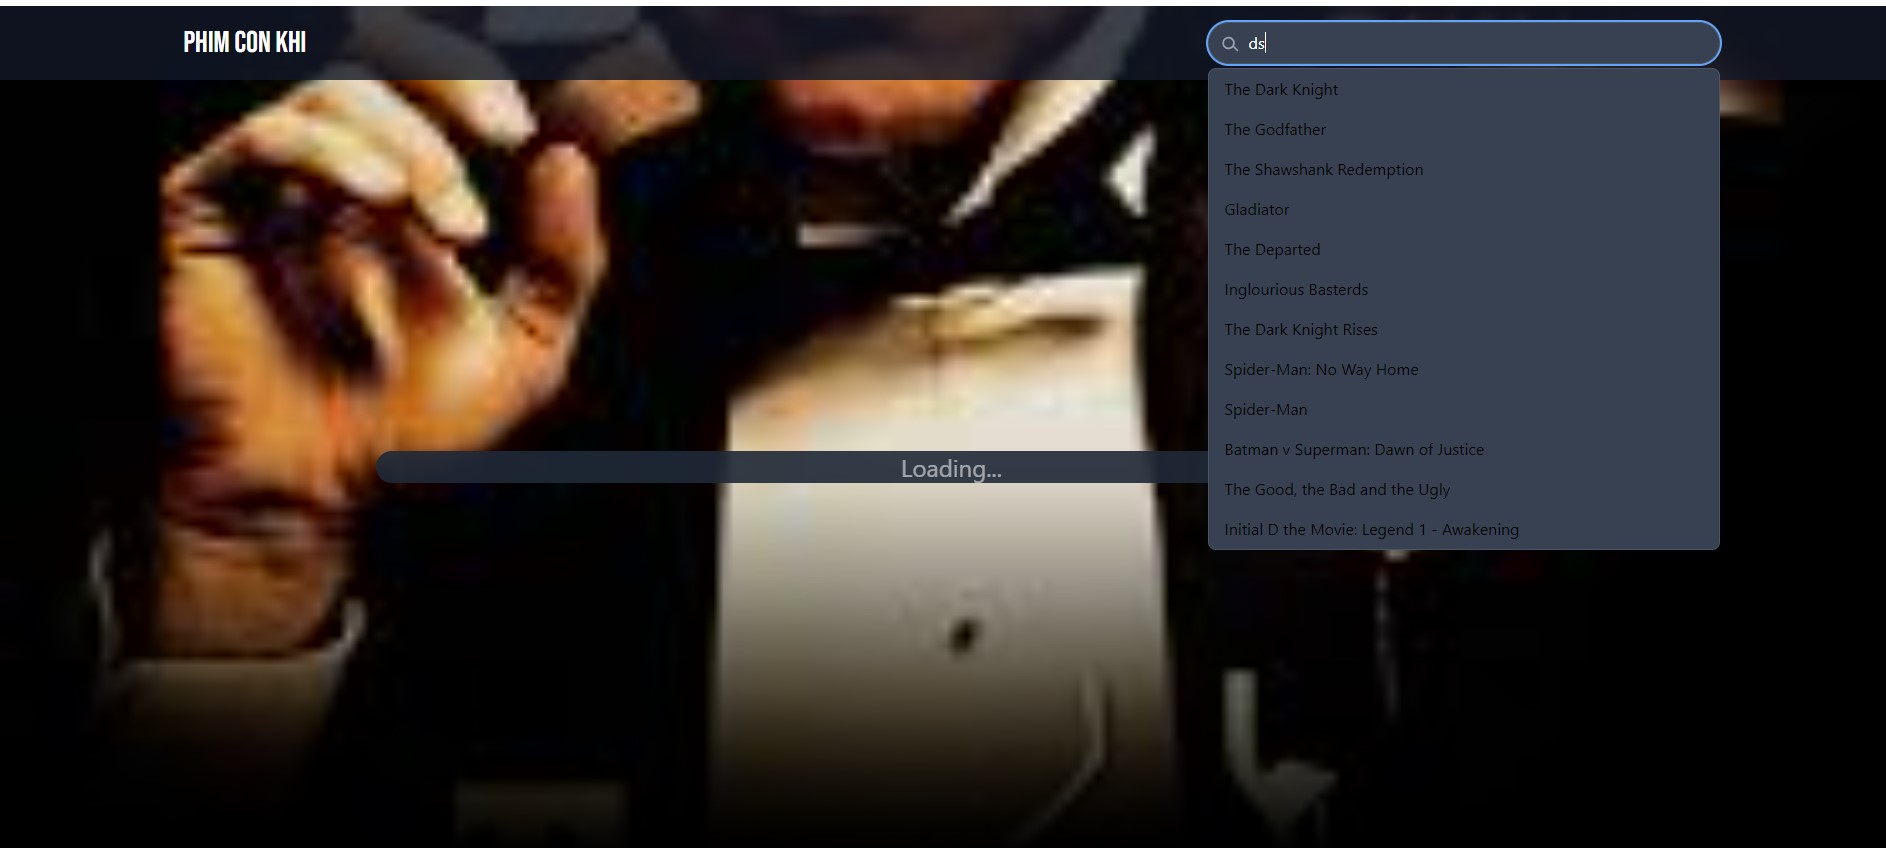 PHIM CON KHI
ds
The Dark Knight
The Godfather
The Shawshank Redemption
Gladiator
The Departed
Inglourious Basterds
The Dark Knight Rises
Spider-Man: No Way Home
Spider-Man
Batman v Superman: Dawn of Justice
The Good, the Bad and the Ugly
Initial D the Movie: Legend 1 - Awakening
Loading...